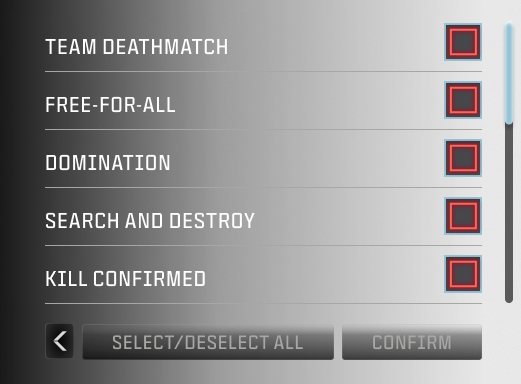 TEAM DEATHMATCH
FREE-FOR-ALL
DOMINATION
SEARCH AND DESTROY
KILL CONFIRMED
SELECT/DESELECT ALL CONFIRM